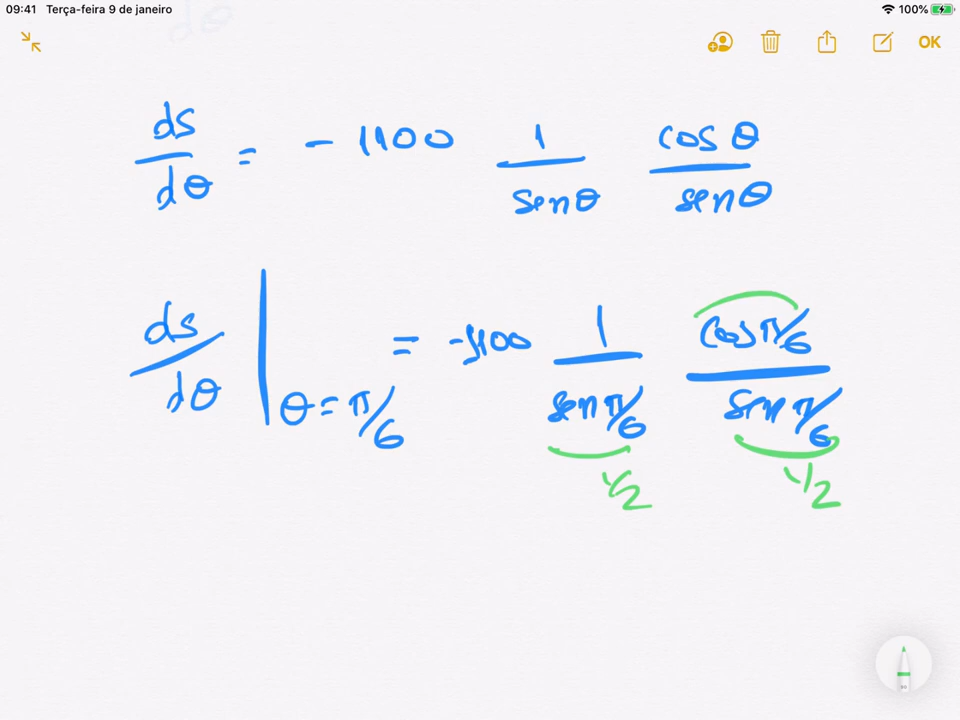 09:41 Terça-feira 9 de janeiro 100%
OK
ds/dθ = - 1100 1/senθ cosθ/senθ
ds/dθ | θ=π/6 = -1100 1/sen π/6 cos π/6/sen π/6
1/2 1/2